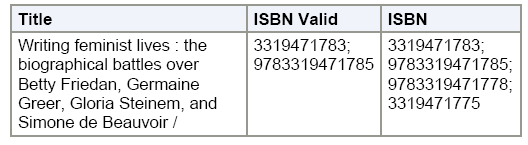 Title
ISBN Valid
ISBN
Writing feminist lives : the
biographical battles over
Betty Friedan, Germaine
Greer, Gloria Steinem, and
Simone de Beauvoir /
3319471783;
9783319471785
3319471783;
9783319471785;
9783319471778;
3319471775